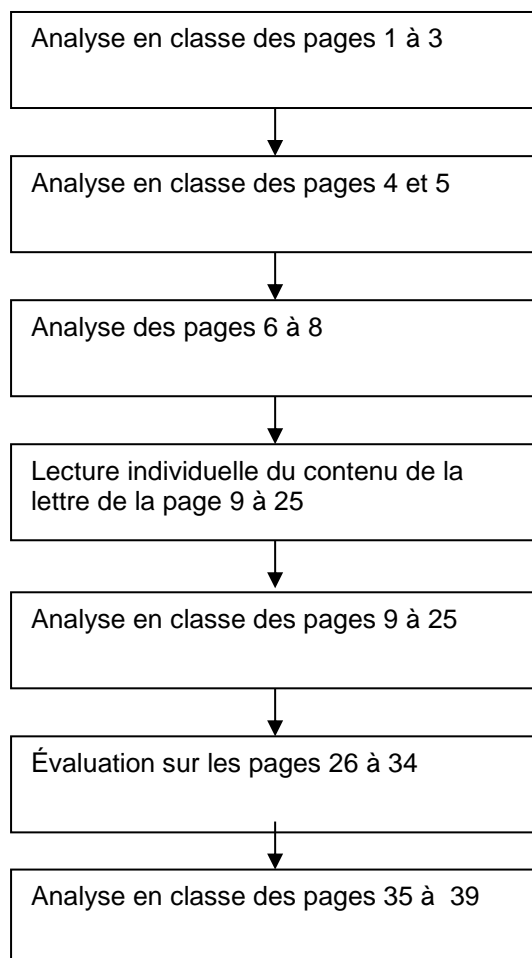 Analyse en classe des pages 1 à 3
Analyse en classe des pages 4 et 5
Analyse des pages 6 à 8
Lecture individuelle du contenu de la
lettre de la page 9 à 25
Analyse en classe des pages 9 à 25
Évaluation sur les pages 26 à 34
Analyse en classe des pages 35 à  39